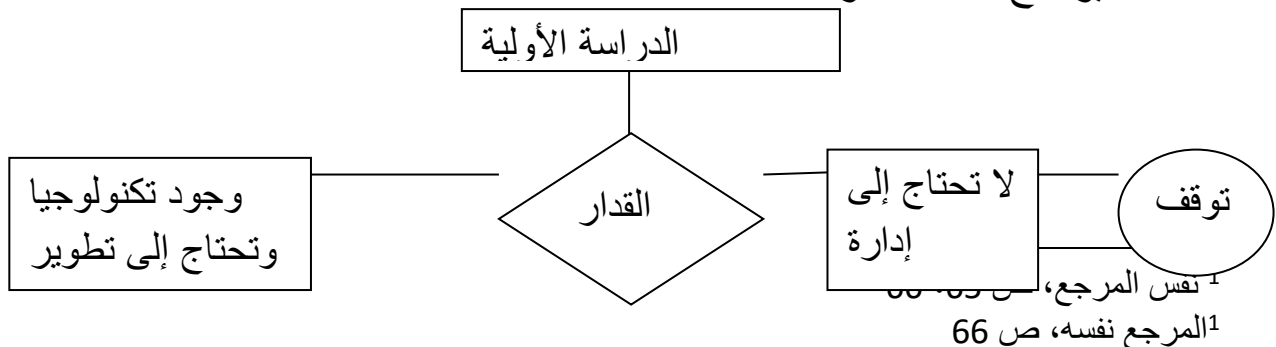 الدراسة الأولية
وجود تكنولوجيا
وتحتاج إلى تطوير
القدار
لا تحتاج إلى
إدارة
توقف
1 نفس المرجع،
1المرجع نفسه، ص 66